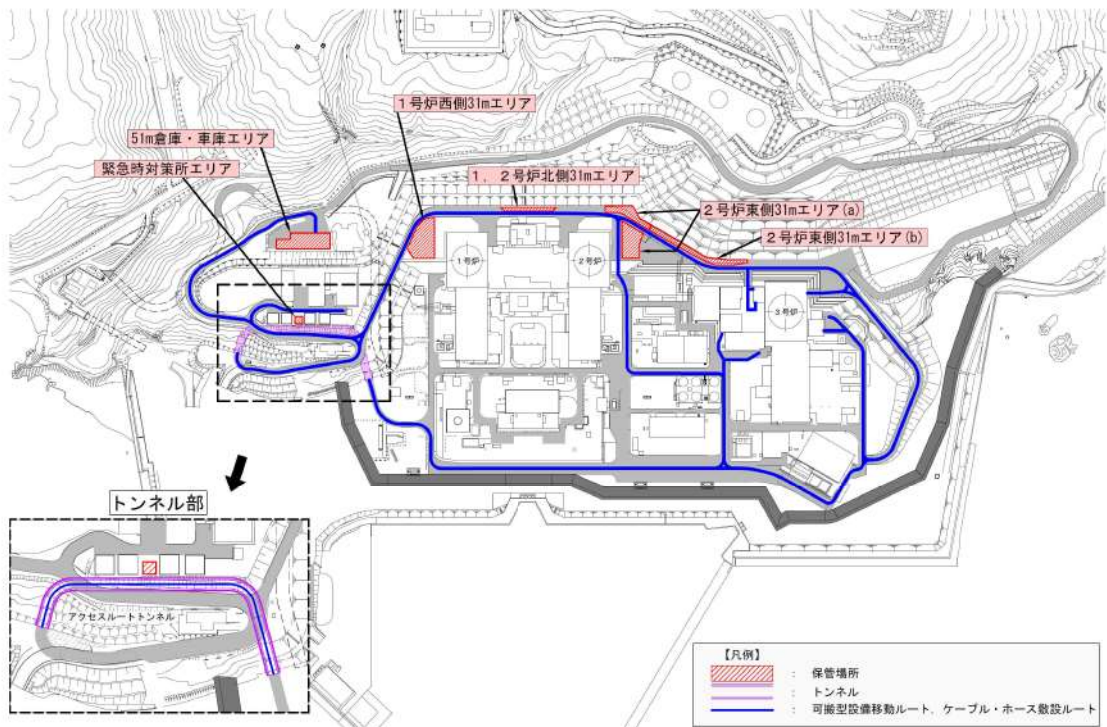 1号炉西側31mエリア
51m倉庫・車庫エリア
緊急時対策所エリア
1，2号炉北側31mエリア
2号炉東側31mエリア(a)
2号炉東側31mエリア(b)
1号炉
2号炉
3号炉
トンネル部
アクセスルートトンネル
【凡例】
： 保管場所
： トンネル
： 可搬型設備移動ルート，ケーブル・ホース敷設ルート